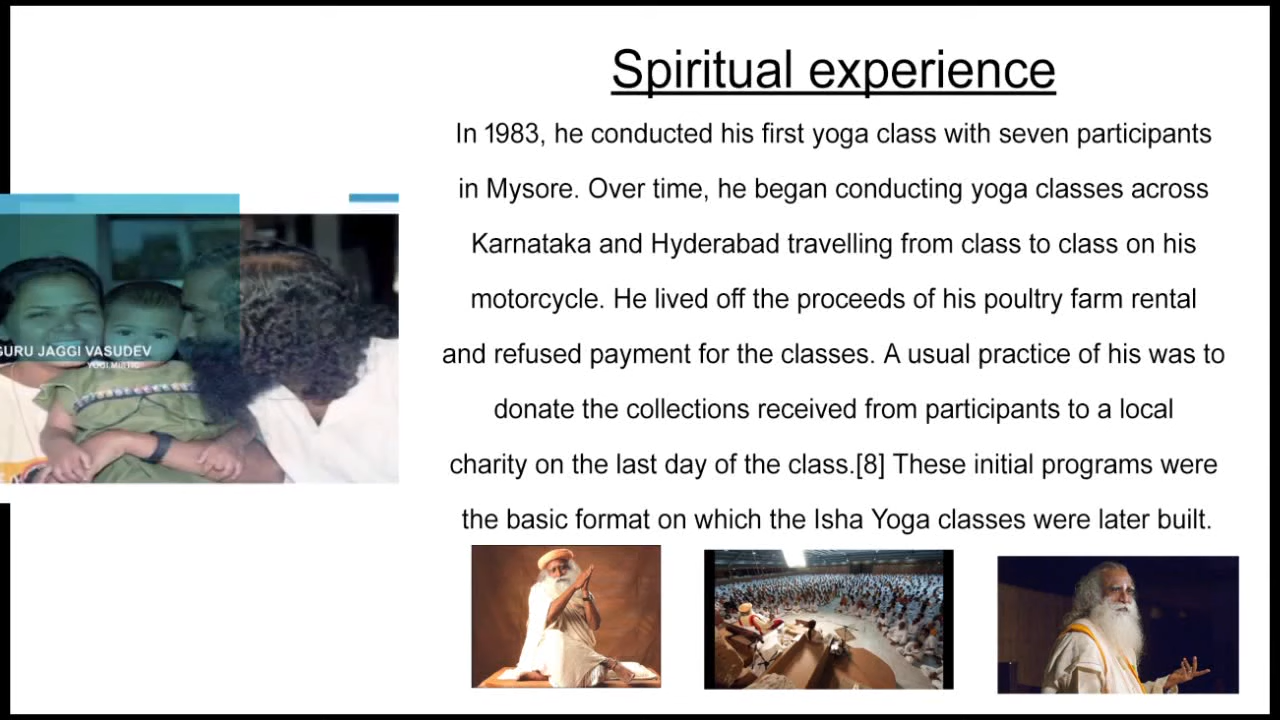 Spiritual experience
In 1983, he conducted his first yoga class with seven participants
in Mysore. Over time, he began conducting yoga classes across
Karnataka and Hyderabad travelling from class to class on his
motorcycle. He lived off the proceeds of his poultry farm rental
and refused payment for the classes. A usual practice of his was to
donate the collections received from participants to a local
charity on the last day of the class.[8] These initial programs were
the basic format on which the Isha Yoga classes were later built.
GURU JAGGI VASUDEV
YOGI MISTIC